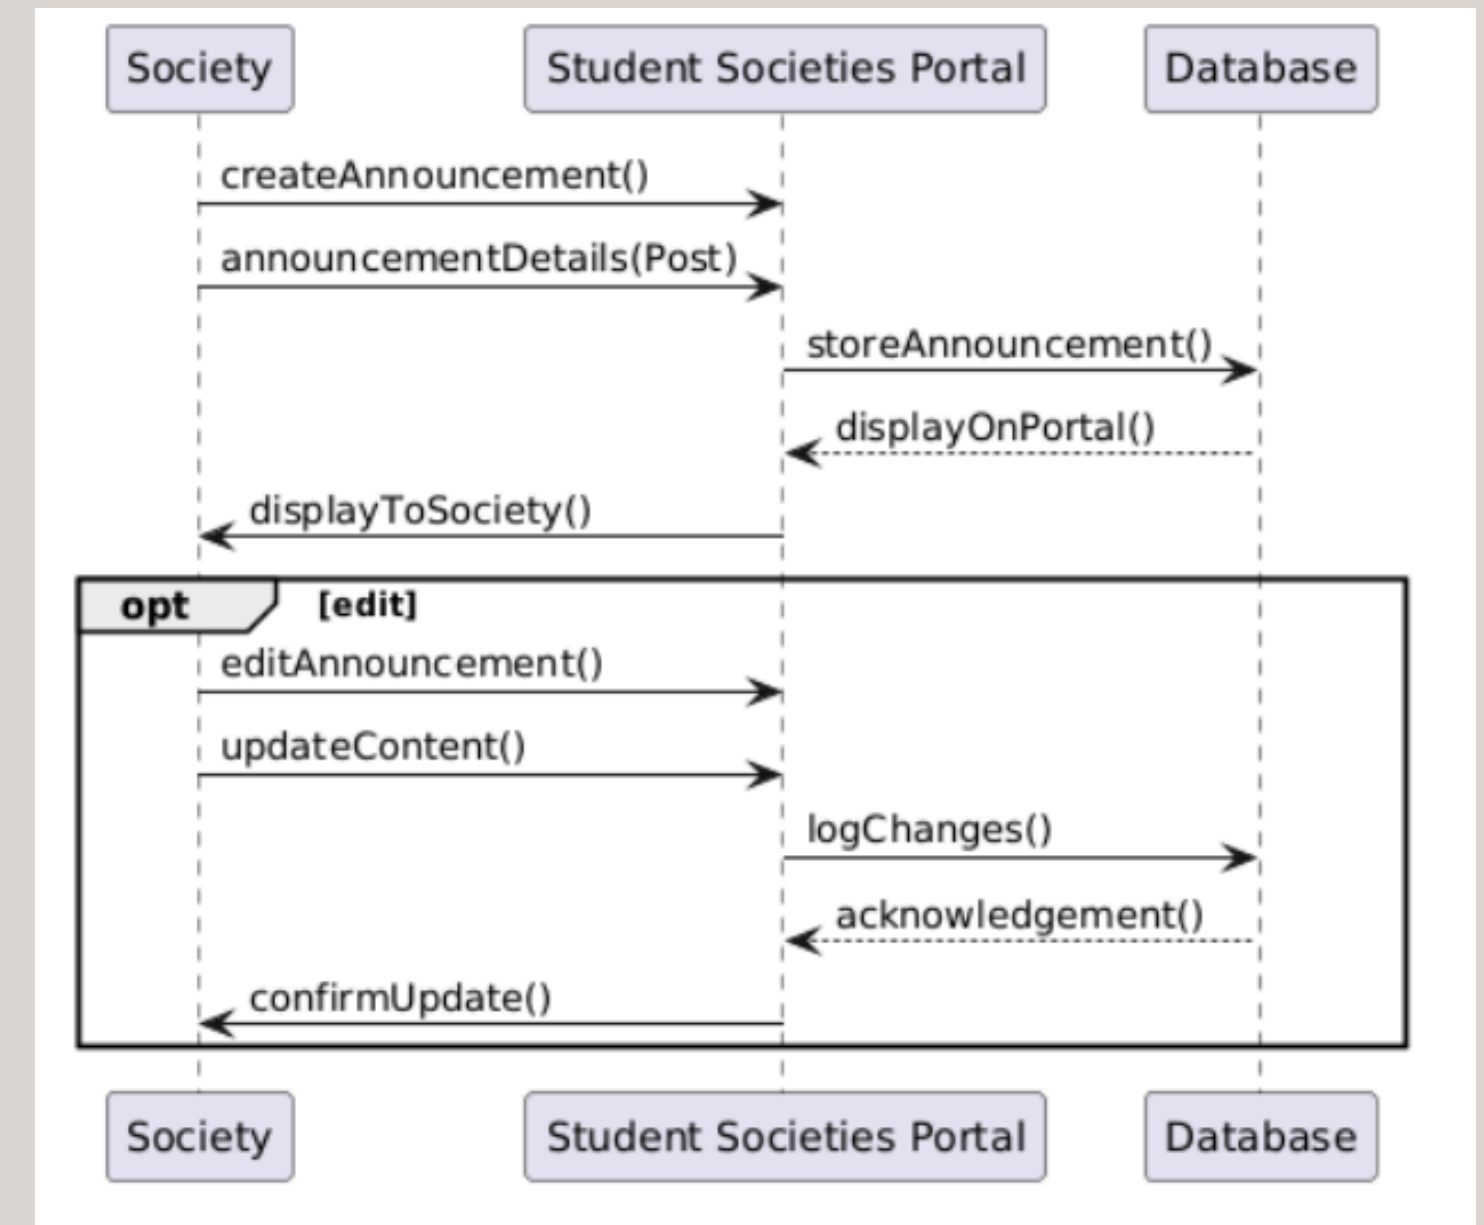 Society
Student Societies Portal
Database
createAnnouncement()
announcementDetails(Post)
storeAnnouncement()
displayOnPortal()
displayToSociety()
opt [edit]
editAnnouncement()
updateContent()
logChanges()
acknowledgement()
confirmUpdate()
Society
Student Societies Portal
Database